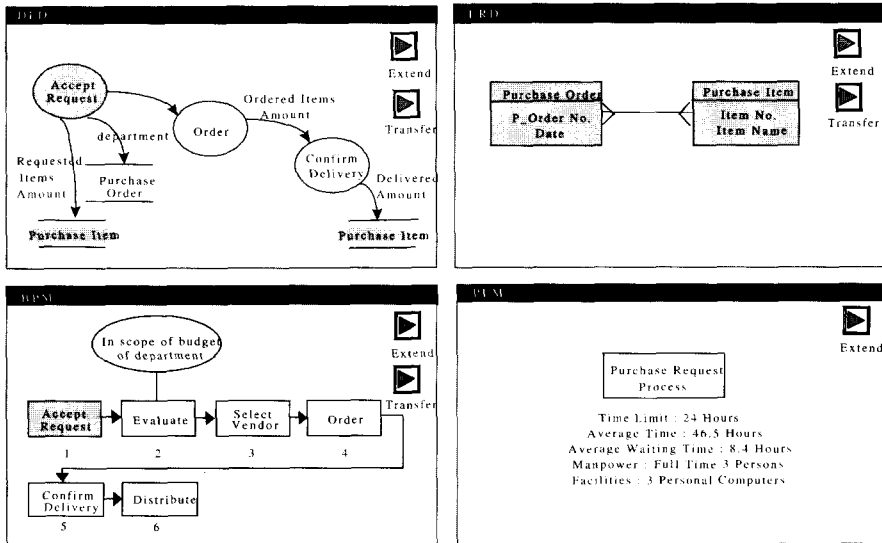 DFD
Accept
Request
Extend
Ordered Items
Amount
Order
department
Transfer
Requested
Items
Amount
Purchase
Order
Confirm
Delivery
Delivered
Amount
Purchase Item
Purchase Item
ERD
Extend
Purchase Order
P_Order No.
Date
Purchase Item
Item No.
Item Name
Transfer
BPM
In scope of budget
of department
Extend
Transfer
Accept
Request
Evaluate
Select
Vendor
Order
1
2
3
4
Confirm
Delivery
Distribute
5
6
Extend
Purchase Request
Process
Time Limit : 24 Hours
Average Time : 46.5 Hours
Average Waiting Time : 8.4 Hours
Manpower : Full Time 3 Persons
Facilities : 3 Personal Computers